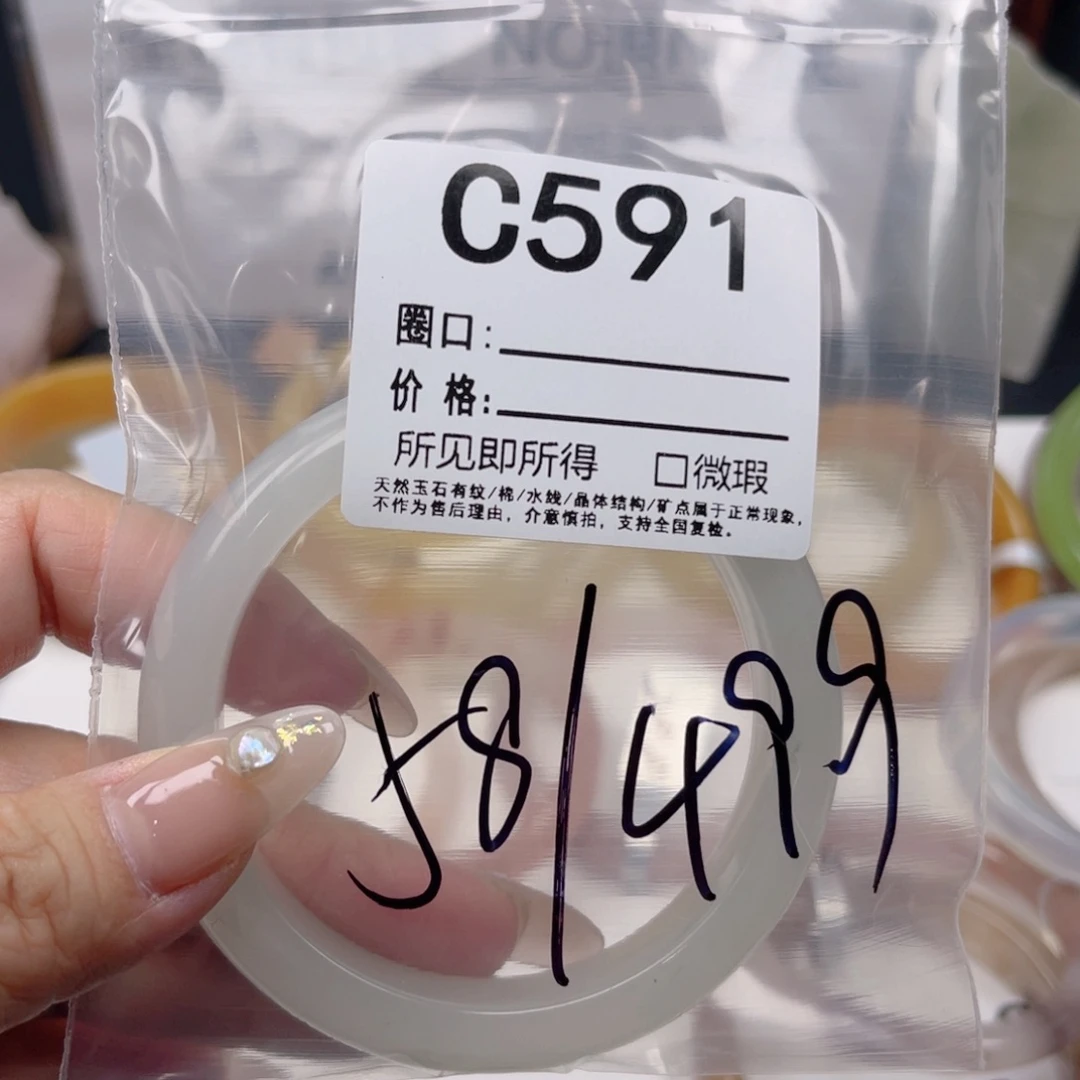 C591
圈口:
价格:
所见即所得 □微瑕
天然玉石有纹/棉/水线/晶体结构/矿点属于正常现象,
不作为售后理由,介意慎拍,支持全国复检。
58/499